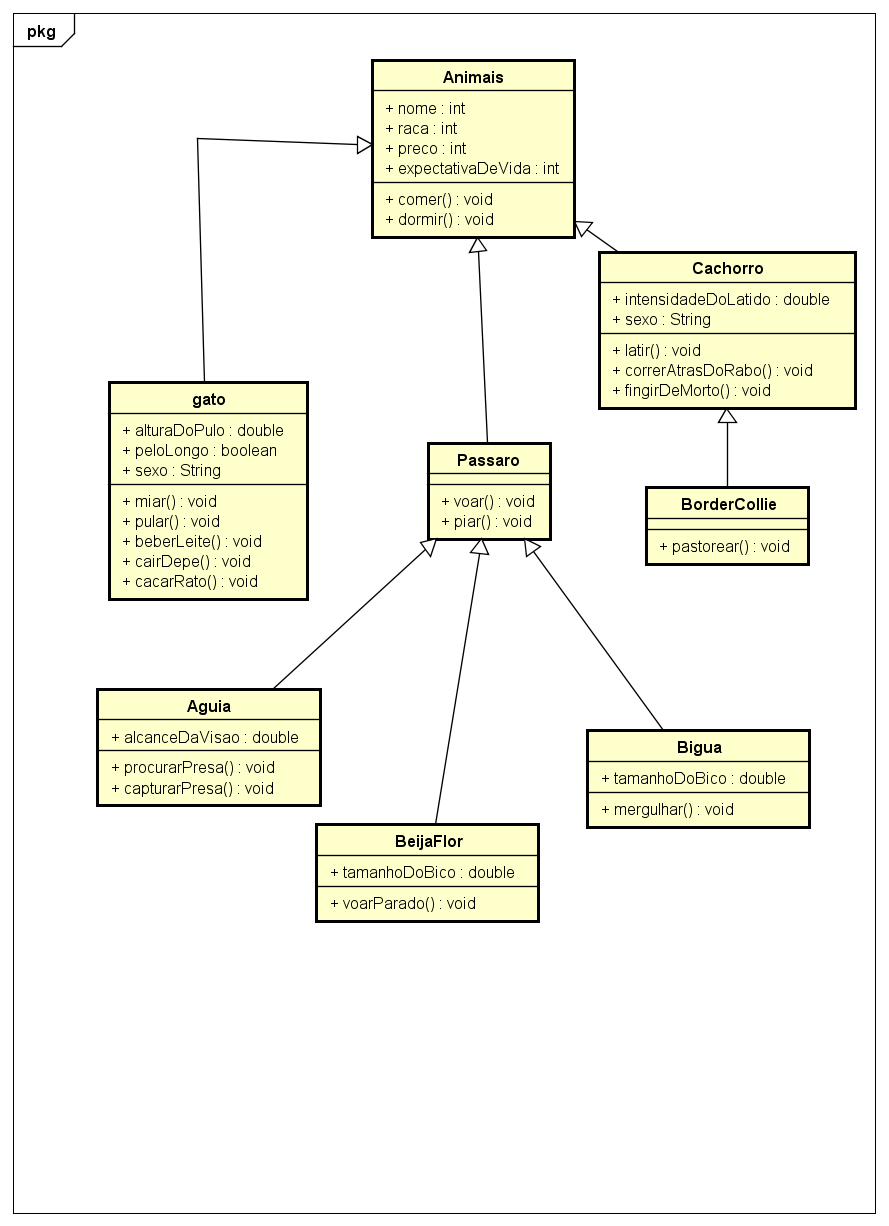 pkg
Animais
+ nome : int
+ raca : int
+ preco : int
+ expectativaDeVida : int
+ comer() : void
+ dormir() : void
Cachorro
+ intensidadeDoLatido : double
+ sexo : String
+ latir() : void
+ correrAtrasDoRabo() : void
+ fingirDeMorto() : void
gato
+ alturaDoPulo : double
+ peloLongo : boolean
+ sexo : String
+ miar() : void
+ pular() : void
+ beberLeite() : void
+ cairDepe() : void
+ cacarRato() : void
Passaro
+ voar() : void
+ piar() : void
BorderCollie
+ pastorear() : void
Aguia
+ alcanceDaVisao : double
+ procurarPresa() : void
+ capturarPresa() : void
Bigua
+ tamanhoDoBico : double
+ mergulhar() : void
BeijaFlor
+ tamanhoDoBico : double
+ voarParado() : void